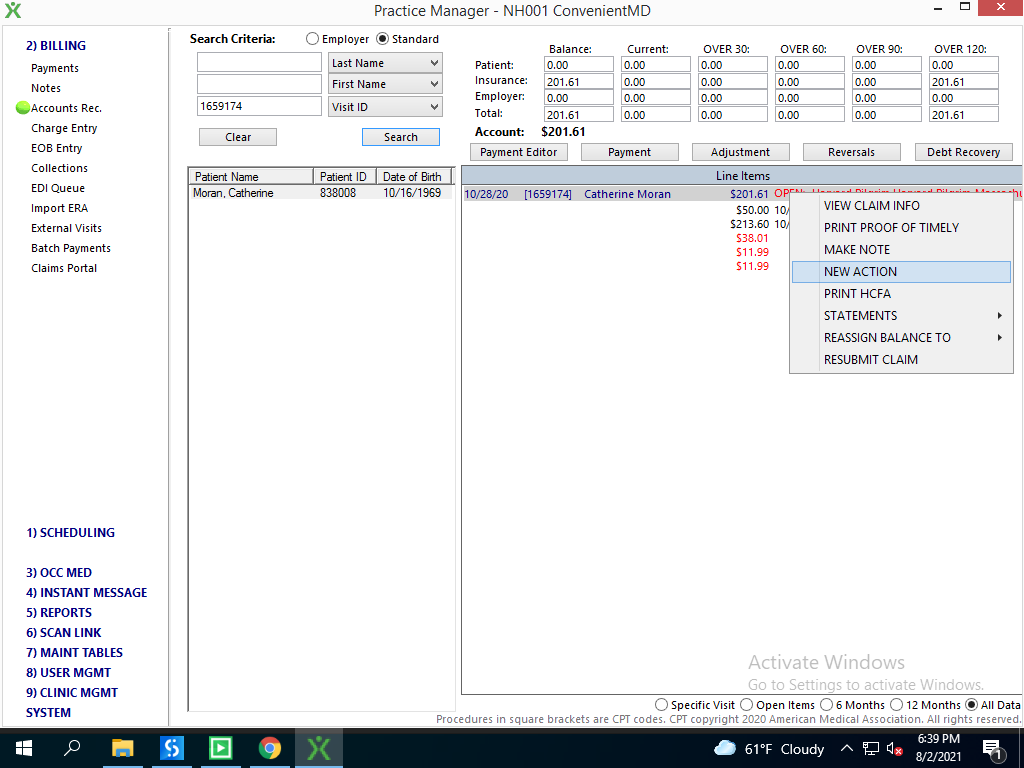 Practice Manager - NH001 ConvenientMD
2) BILLING
Payments
Notes
Accounts Rec.
Charge Entry
EOB Entry
Collections
EDI Queue
Import ERA
External Visits
Batch Payments
Claims Portal
1) SCHEDULING
3) OCC MED
4) INSTANT MESSAGE
5) REPORTS
6) SCAN LINK
7) MAINT TABLES
8) USER MGMT
9) CLINIC MGMT
SYSTEM
Search Criteria: Employer Standard
Last Name
First Name
1659174 Visit ID
Clear Search
Patient Name Patient ID Date of Birth
Moran, Catherine 838008 10/16/1969
Balance: Current: OVER 30: OVER 60: OVER 90: OVER 120:
Patient: 0.00 0.00 0.00 0.00 0.00 0.00
Insurance: 201.61 0.00 0.00 0.00 0.00 201.61
Employer: 0.00 0.00 0.00 0.00 0.00 0.00
Total: 201.61 0.00 0.00 0.00 0.00 201.61
Account: $201.61
Payment Editor Payment Adjustment Reversals Debt Recovery
Line Items
10/28/20 [1659174] Catherine Moran $201.61
$50.00 10/
$213.60 10/
$38.01
$11.99
$11.99
VIEW CLAIM INFO
PRINT PROOF OF TIMELY
MAKE NOTE
NEW ACTION
PRINT HCFA
STATEMENTS
REASSIGN BALANCE TO
RESUBMIT CLAIM
Activate Windows
Go to Settings to activate Windows.
Specific Visit Open Items 6 Months 12 Months All Data
Procedures in square brackets are CPT codes. CPT copyright 2020 American Medical Association. All rights reserved.
61°F Cloudy
6:39 PM
8/2/2021
1